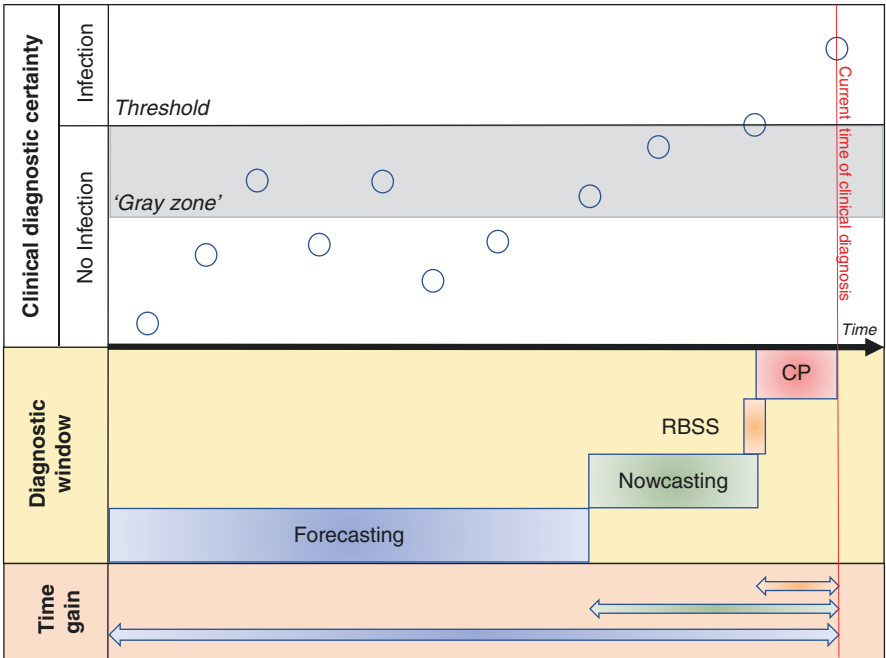 Clinical diagnostic certainty
Infection
No Infection
Threshold
'Gray zone'
Current time of clinical diagnosis
Time
Diagnostic
window
CP
RBSS
Nowcasting
Forecasting
Time
gain